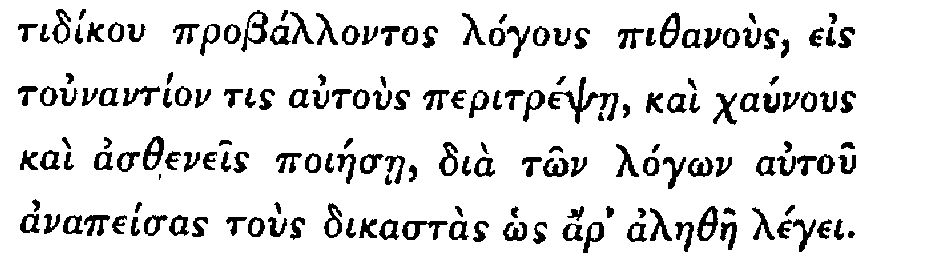 τιδίκου προβάλλοντος λόγους πιθανοὺς, εἰς
τοὐναντίον τις αὐτοὺς περιτρέψῃ, καὶ χαύνους
καὶ ἀσθενεῖς ποιήσῃ, διὰ τῶν λόγων αὐτοῦ
ἀναπείσας τοὺς δικαστὰς ὡς ἄρ' ἀληθῆ λέγει.